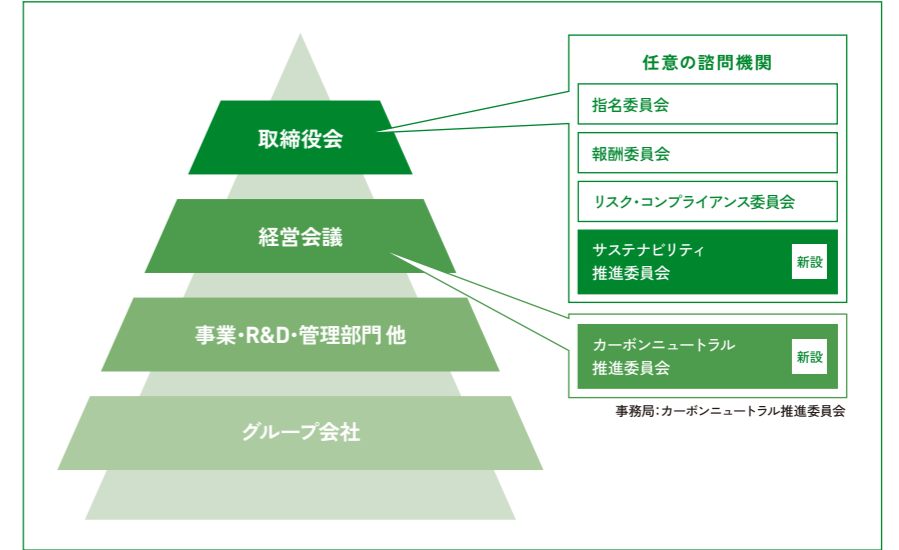 取締役会
経営会議
事業・R&D・管理部門 他
グループ会社
任意の諮問機関
指名委員会
報酬委員会
リスク・コンプライアンス委員会
サステナビリティ
推進委員会
新設
カーボンニュートラル
推進委員会
新設
事務局：カーボンニュートラル推進委員会